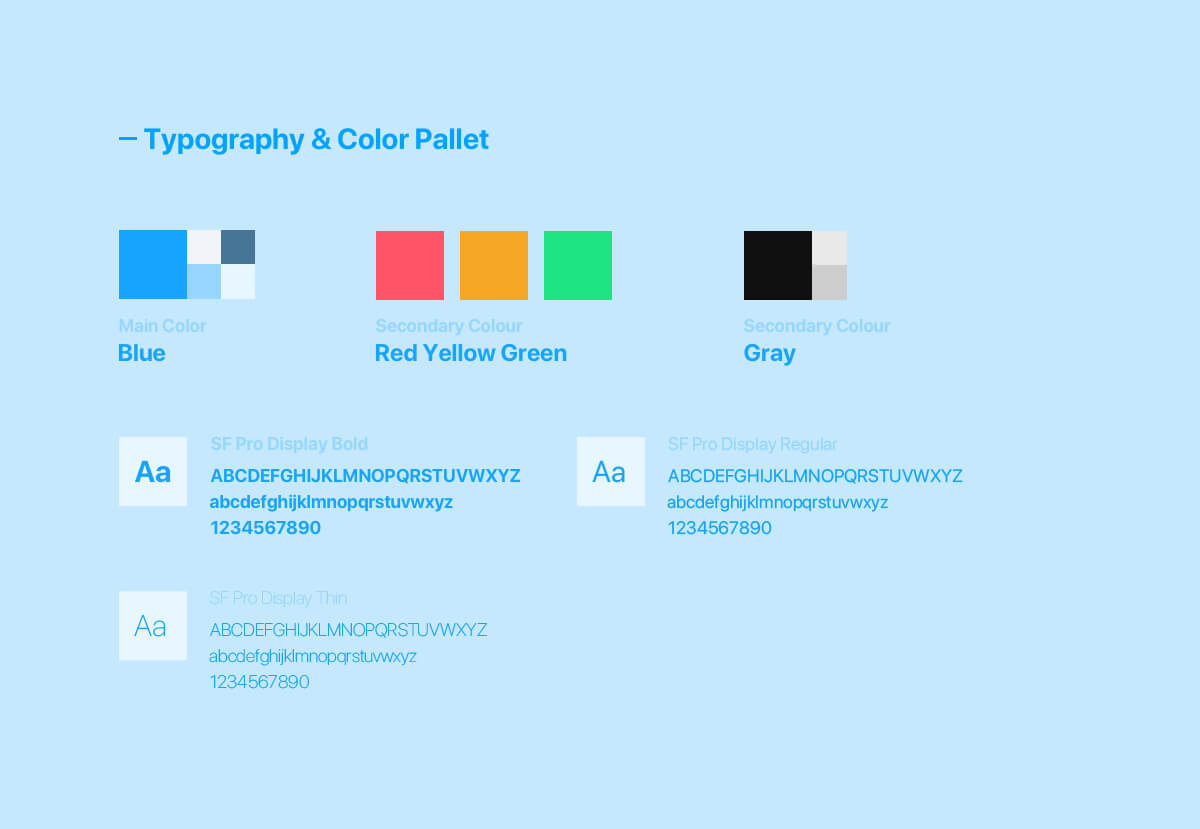 — Typography & Color Pallet
Main Color
Blue
Secondary Colour
Red Yellow Green
Secondary Colour
Gray
Aa
SF Pro Display Bold
ABCDEFGHIJKLMNOPQRSTUVWXYZ
abcdefghijklmnopqrstuvwxyz
1234567890
Aa
SF Pro Display Regular
ABCDEFGHIJKLMNOPQRSTUVWXYZ
abcdefghijklmnopqrstuvwxyz
1234567890
Aa
SF Pro Display Thin
ABCDEFGHIJKLMNOPQRSTUVWXYZ
abcdefghijklmnopqrstuvwxyz
1234567890